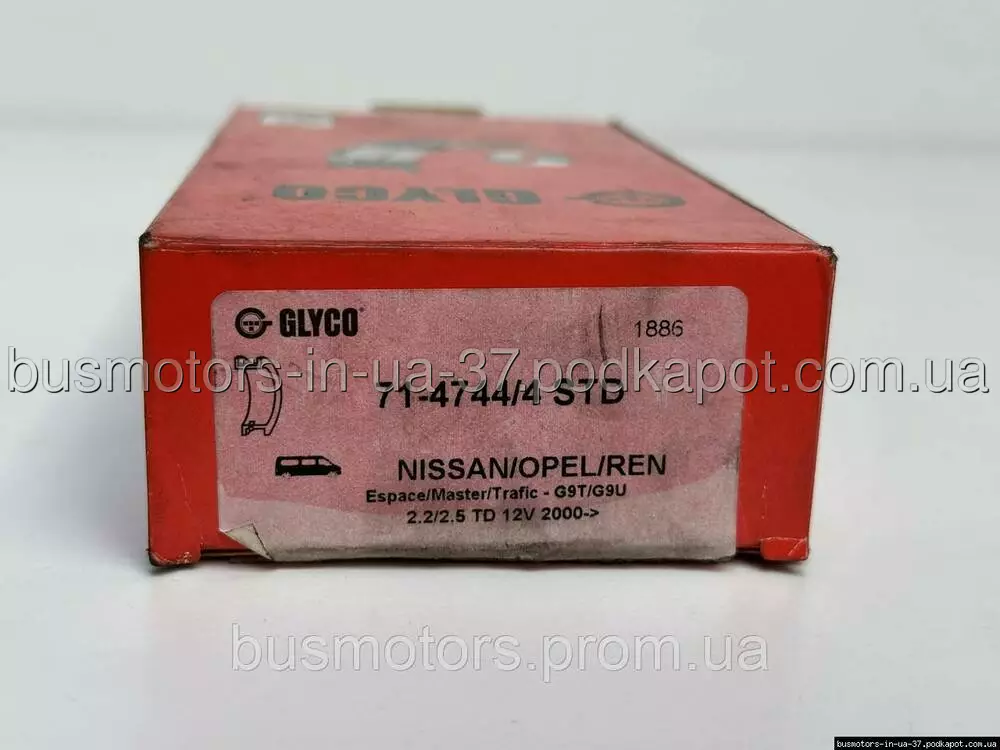 GLYCO
GLYCO
1886
busmotors-in-ua-37.podkapot.com.ua
71-4744/4 STD
NISSAN/OPEL/REN
Espace/Master/Trafic - G9T/G9U
2.2/2.5 TD 12V 2000->
busmotors.prom.ua
busmotors-in-ua-37.podkapot.com.ua